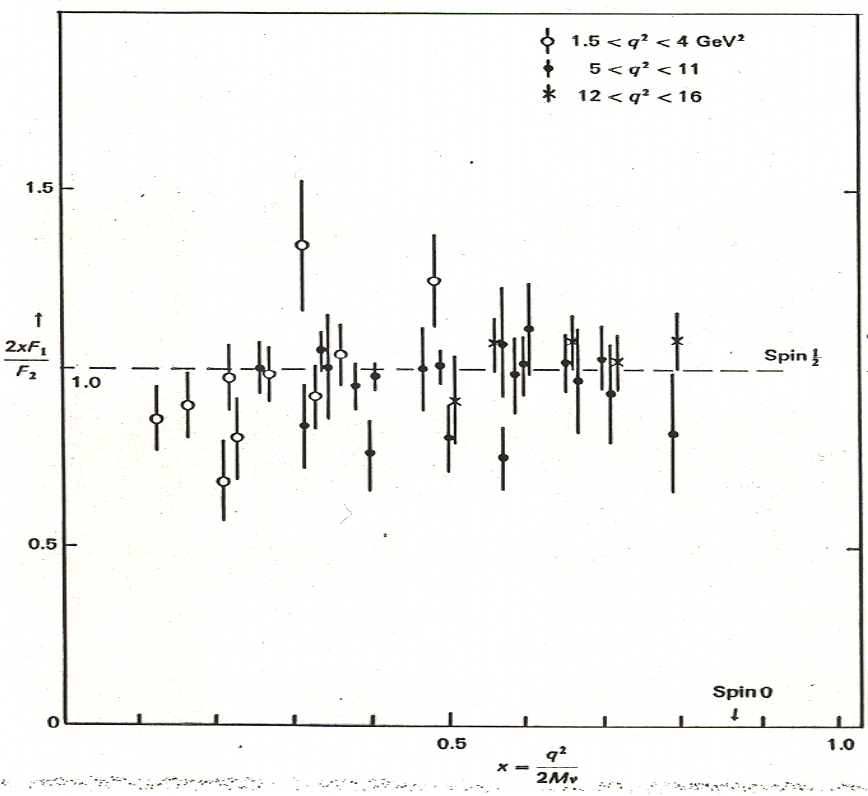 1.5 < q² < 4 GeV²
5 < q² < 11
12 < q² < 16
1.5
↑
2xF₁
F₂
1.0
Spin ½
0.5
Spin 0
↓
0
0.5
1.0
x = q²
2Mν